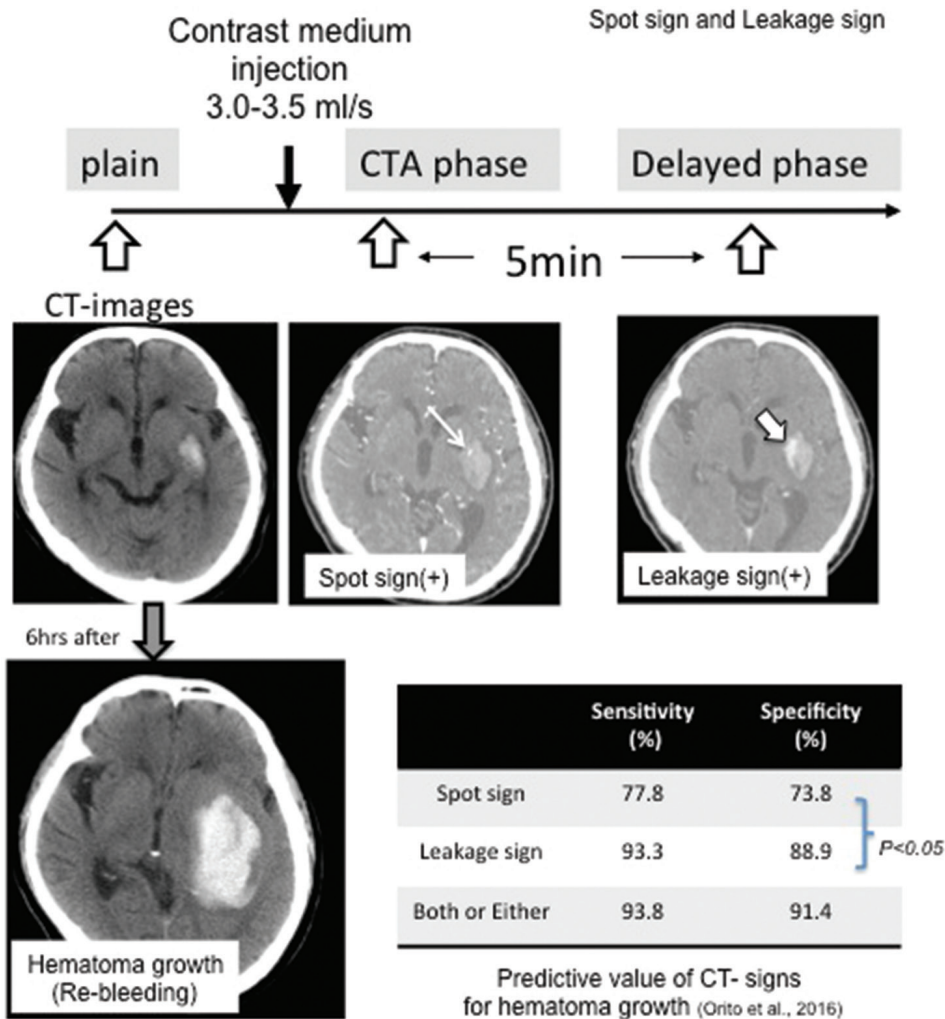 Spot sign and Leakage sign
Contrast medium
injection
3.0-3.5 ml/s
plain
CTA phase
Delayed phase
5min
CT-images
Spot sign(+)
Leakage sign(+)
6hrs after
Hematoma growth
(Re-bleeding)
Sensitivity Specificity
(%) (%)
Spot sign 77.8 73.8
Leakage sign 93.3 88.9
P<0.05
Both or Either 93.8 91.4
Predictive value of CT- signs
for hematoma growth (Orito et al., 2016)